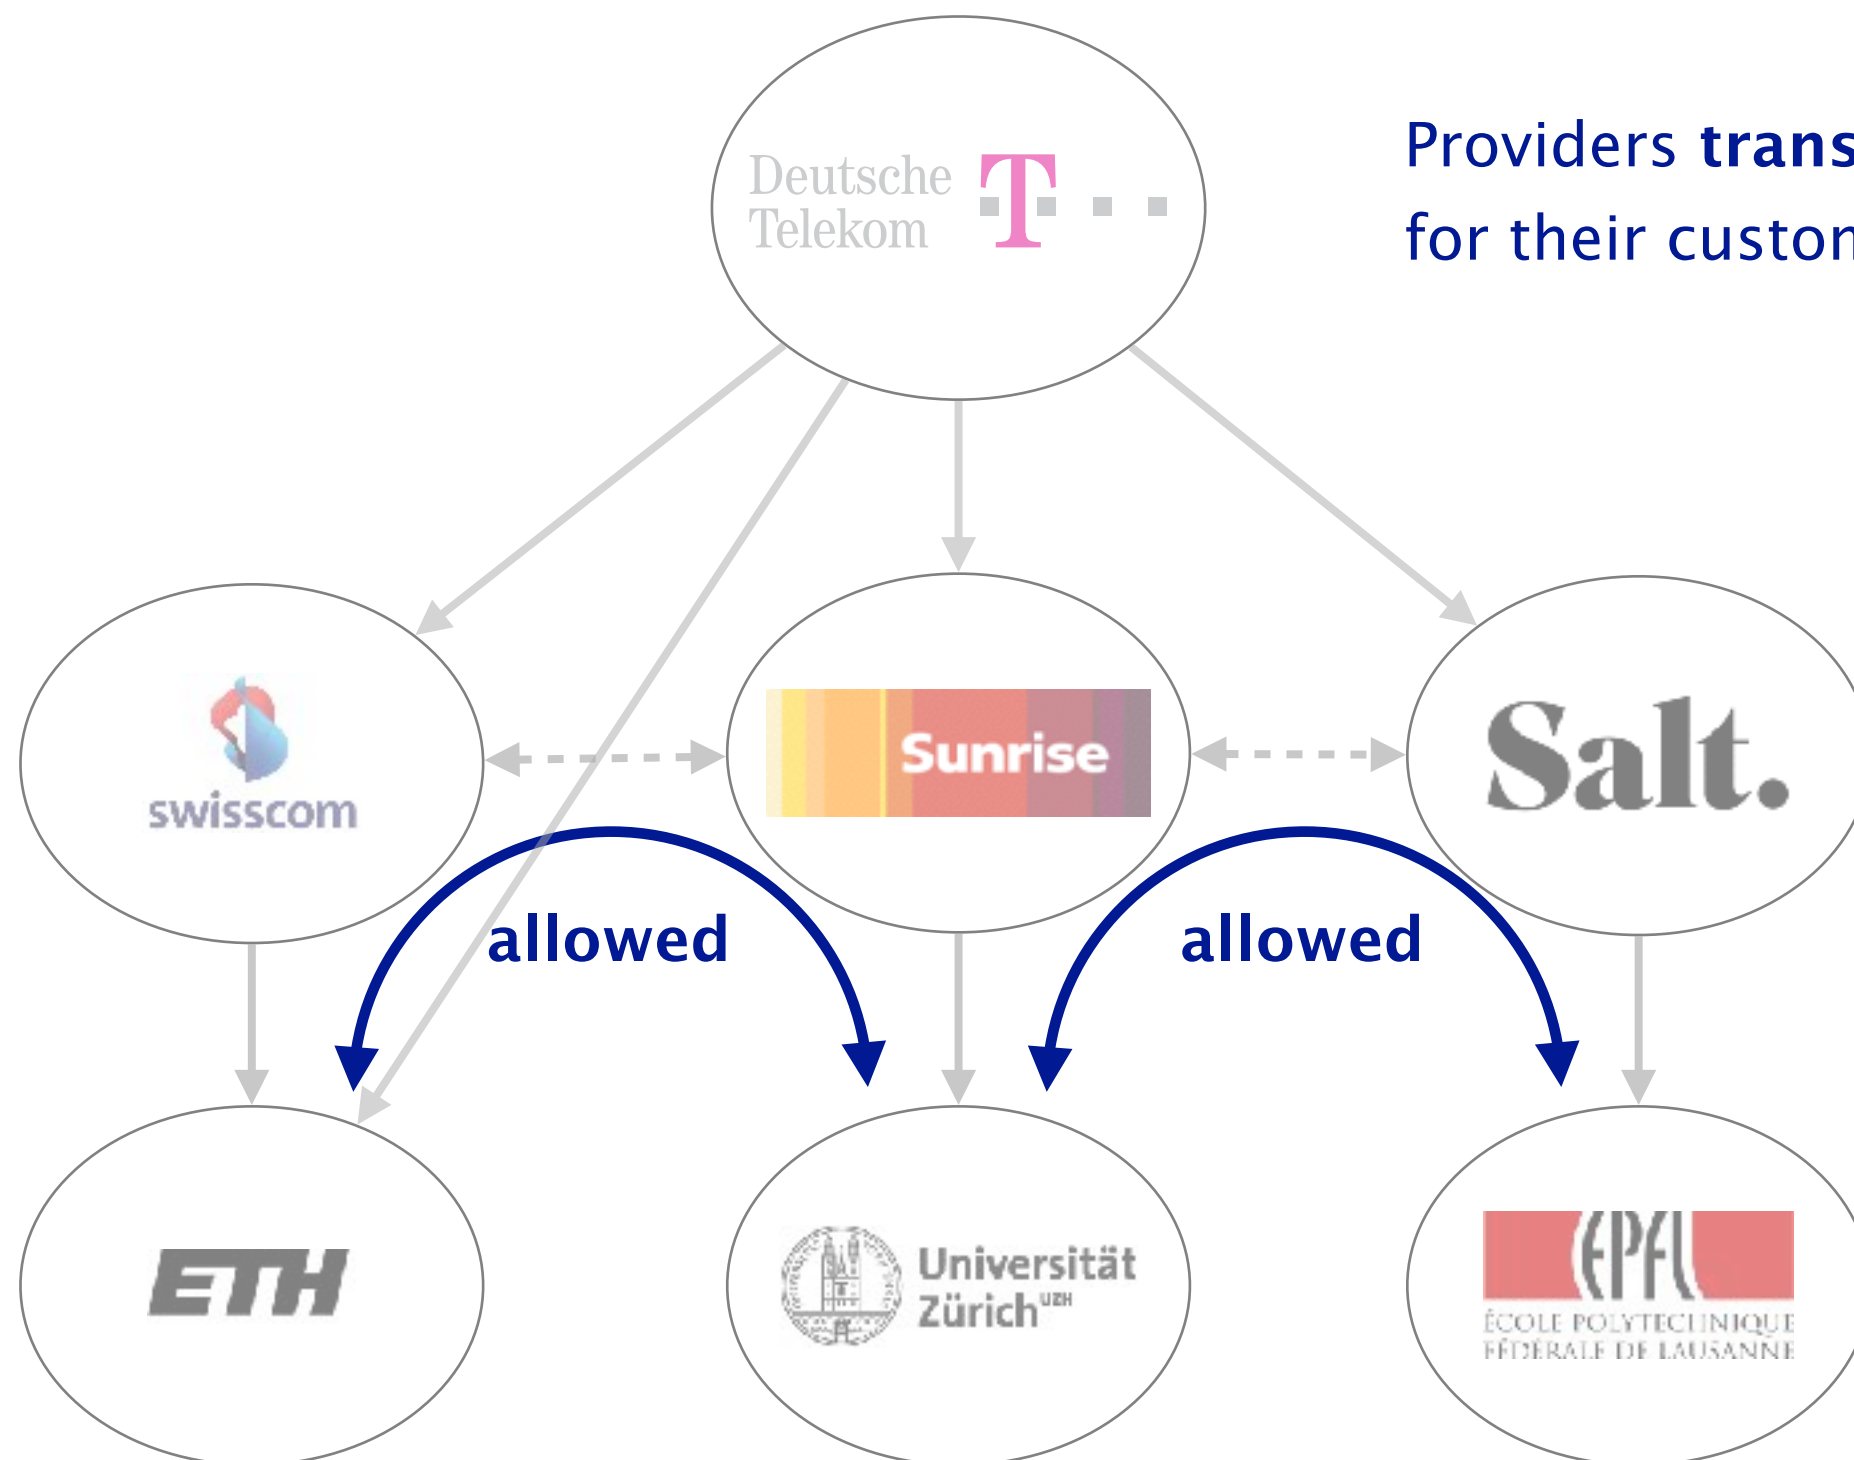 Deutsche
Telekom T
Providers trans
for their custom
swisscom
Sunrise
Salt.
allowed
allowed
ETH
Universität
Zürich UZH
EPFL
ÉCOLE POLYTECHNIQUE
FÉDÉRALE DE LAUSANNE